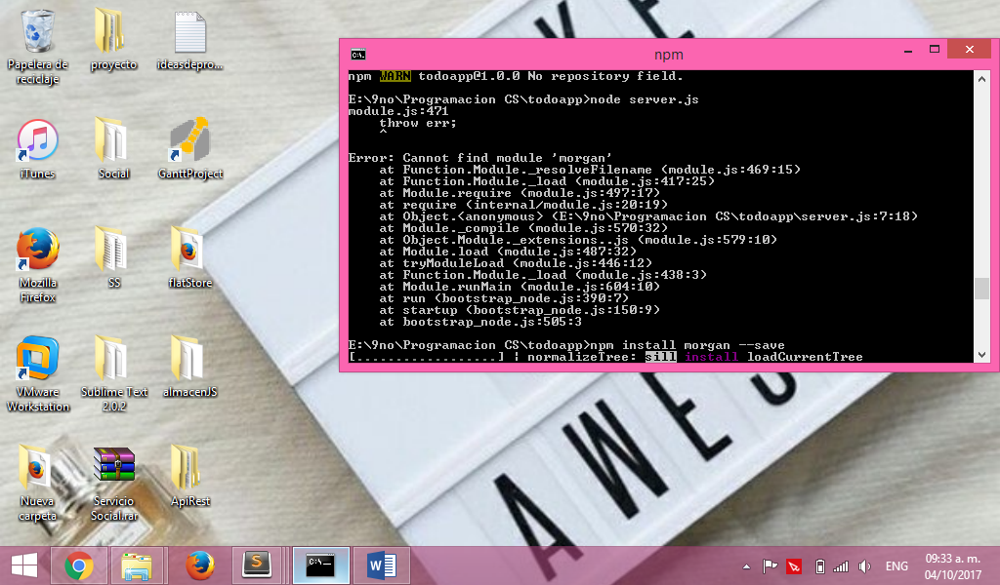 Papelera de
reciclaje
proyecto
ideasdepro...
iTunes
Social
GanttProject
Mozilla
Firefox
SS
flatStore
VMware
Workstation
Sublime Text
2.0.2
almacenJS
Nueva
carpeta
Servicio
Social.rar
ApiRest
KE
AWES
npm
npm WARN todoapp@1.0.0 No repository field.
E:\9no\Programacion CS\todoapp>node server.js
module.js:471
    throw err;
    ^
Error: Cannot find module 'morgan'
    at Function.Module._resolveFilename (module.js:469:15)
    at Function.Module._load (module.js:417:25)
    at Module.require (module.js:497:17)
    at require (internal/module.js:20:19)
    at Object.<anonymous> (E:\9no\Programacion CS\todoapp\server.js:7:18)
    at Module._compile (module.js:570:32)
    at Object.Module._extensions..js (module.js:579:10)
    at Module.load (module.js:487:32)
    at tryModuleLoad (module.js:446:12)
    at Function.Module._load (module.js:438:3)
    at Module.runMain (module.js:604:10)
    at run (bootstrap_node.js:390:7)
    at startup (bootstrap_node.js:150:9)
    at bootstrap_node.js:505:3
E:\9no\Programacion CS\todoapp>npm install morgan --save
[..................] | normalizeTree: sill install loadCurrentTree
ENG
09:33 a. m.
04/10/2017